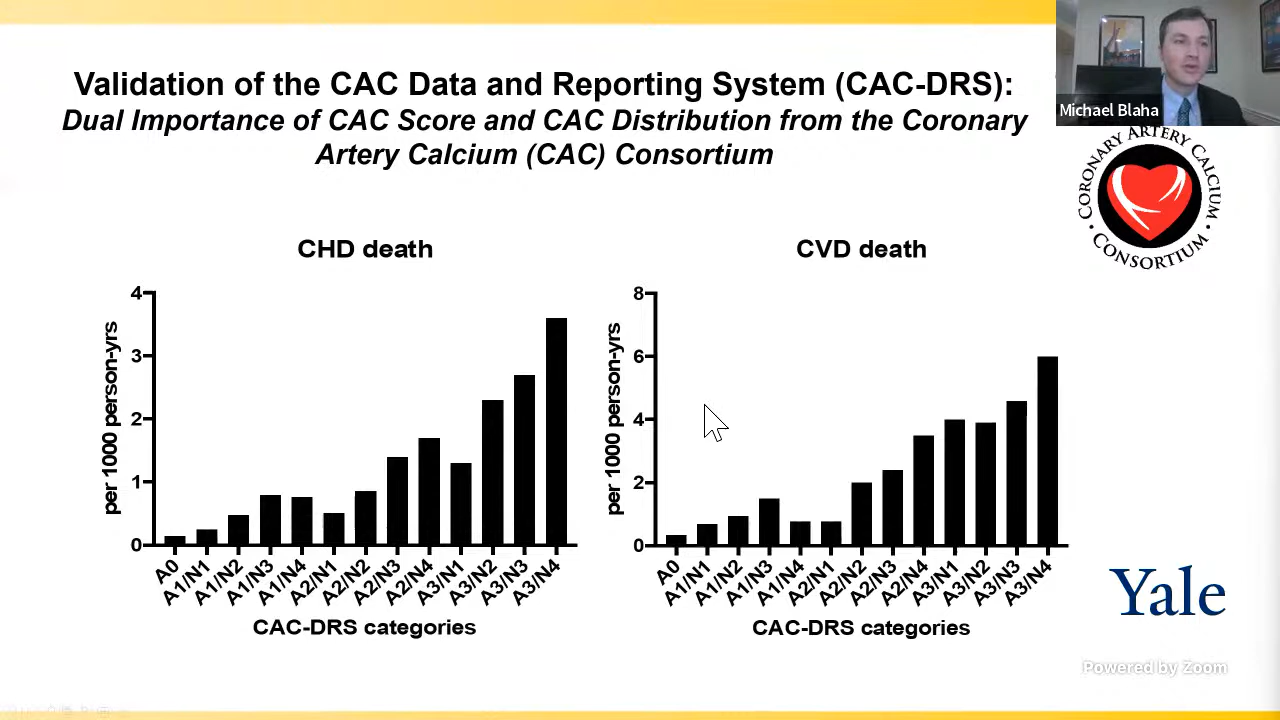 Validation of the CAC Data and Reporting System (CAC-DRS):
Dual Importance of CAC Score and CAC Distribution from the Coronary
Artery Calcium (CAC) Consortium
Michael Blaha
CORONARY ARTERY CALCIUM
• CONSORTIUM •
CHD death
4
3
2
1
0
per 1000 person-yrs
A0
A1/N1
A1/N2
A1/N3
A1/N4
A2/N1
A2/N2
A2/N3
A2/N4
A3/N1
A3/N2
A3/N3
A3/N4
CAC-DRS categories
CVD death
8
6
4
2
0
per 1000 person-yrs
A0
A1/N1
A1/N2
A1/N3
A1/N4
A2/N1
A2/N2
A2/N3
A2/N4
A3/N1
A3/N2
A3/N3
A3/N4
CAC-DRS categories
Yale
Powered by Zoom